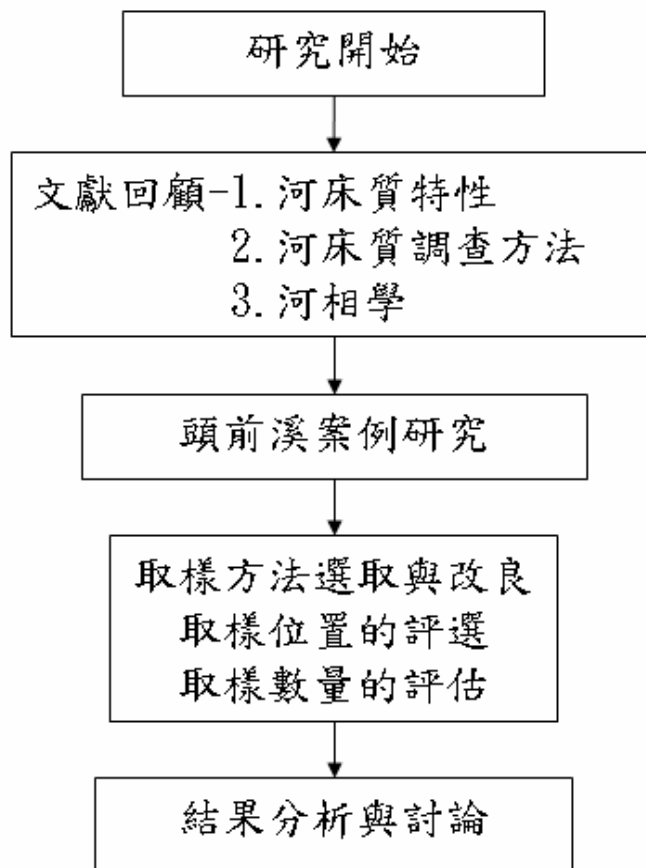 研究開始
文獻回顧-1.河床質特性
2.河床質調查方法
3.河相學
頭前溪案例研究
取樣方法選取與改良
取樣位置的評選
取樣數量的評估
結果分析與討論